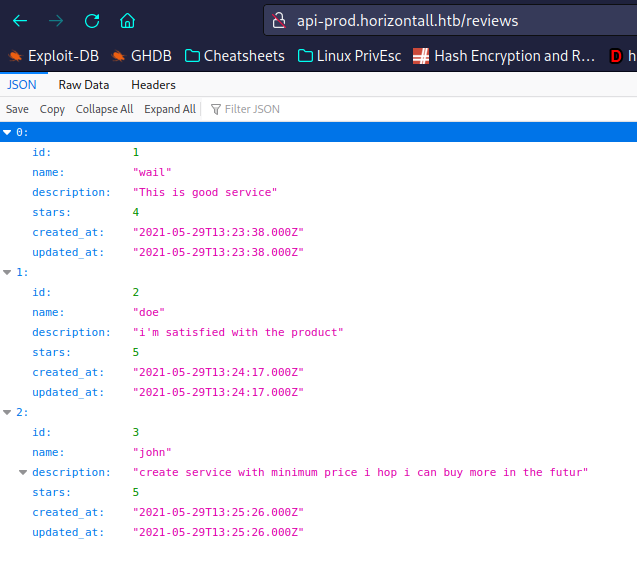 api-prod.horizontall.htb/reviews
Exploit-DB GHDB Cheatsheets Linux PrivEsc Hash Encryption and R… h
JSON Raw Data Headers
Save Copy Collapse All Expand All Filter JSON
0:
id: 1
name: "wail"
description: "This is good service"
stars: 4
created_at: "2021-05-29T13:23:38.000Z"
updated_at: "2021-05-29T13:23:38.000Z"
1:
id: 2
name: "doe"
description: "i'm satisfied with the product"
stars: 5
created_at: "2021-05-29T13:24:17.000Z"
updated_at: "2021-05-29T13:24:17.000Z"
2:
id: 3
name: "john"
description: "create service with minimum price i hop i can buy more in the futur"
stars: 5
created_at: "2021-05-29T13:25:26.000Z"
updated_at: "2021-05-29T13:25:26.000Z"